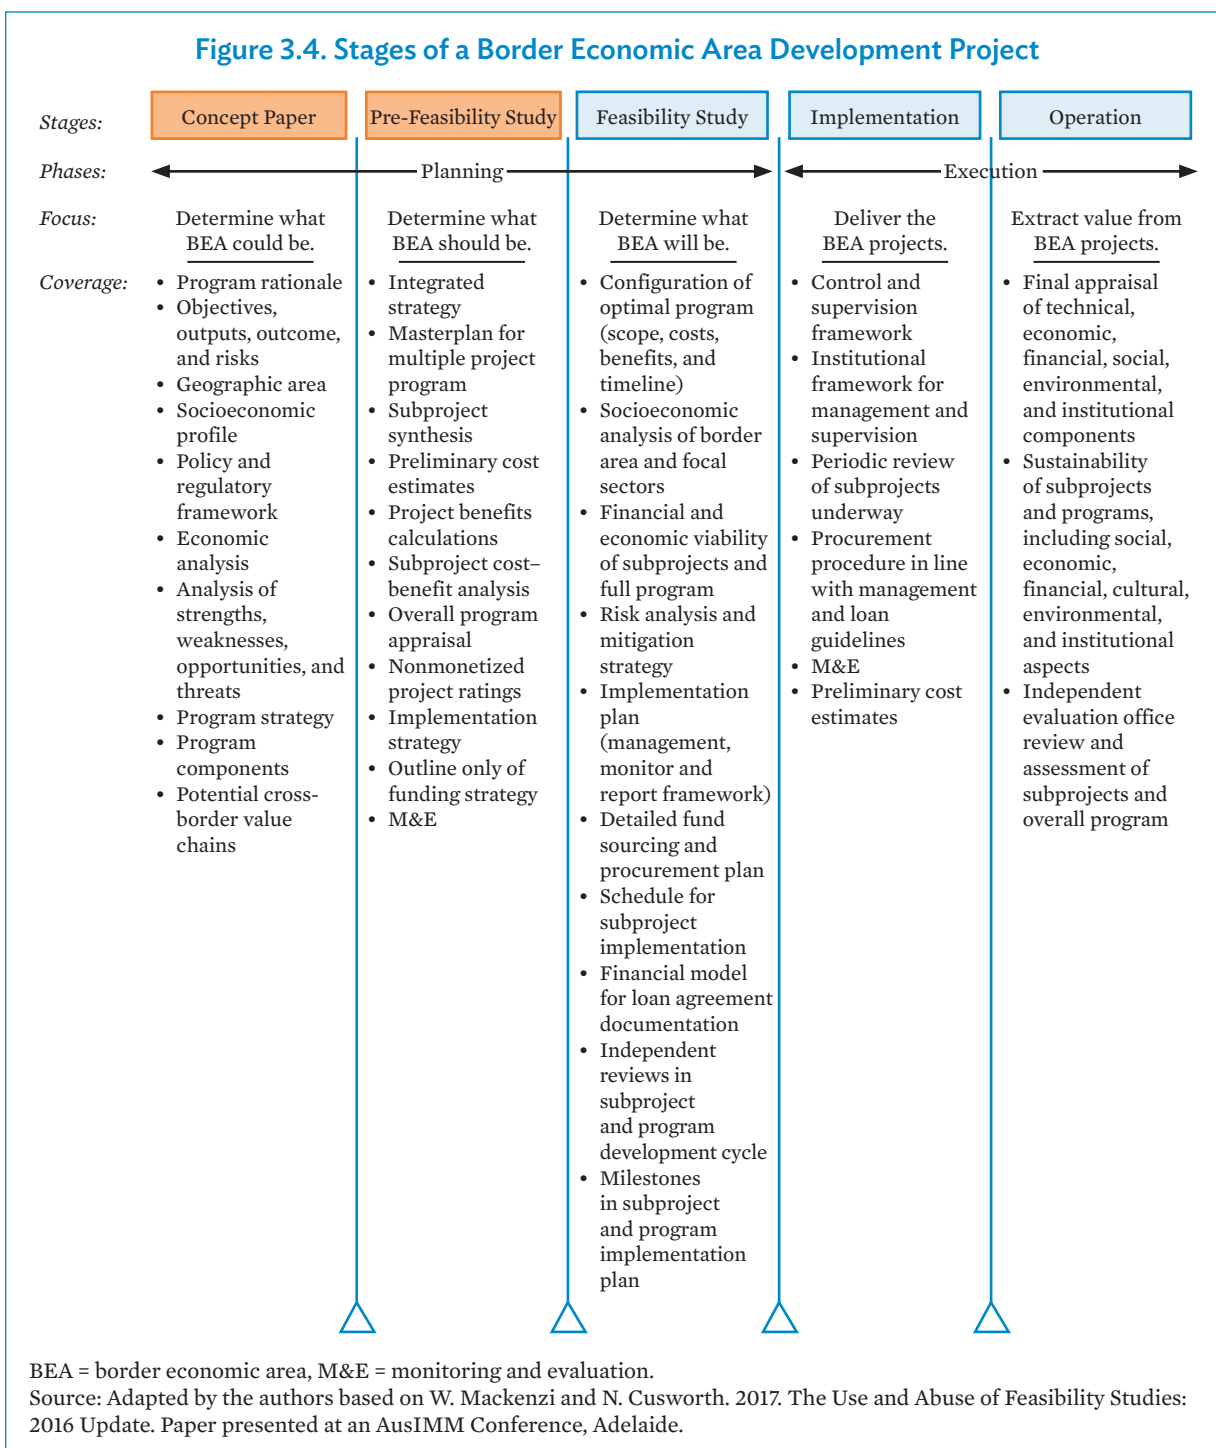 Figure 3.4. Stages of a Border Economic Area Development Project
Stages:
Concept Paper
Pre-Feasibility Study
Feasibility Study
Implementation
Operation
Phases:
Planning
Execution
Focus:
Determine what
BEA could be.
Determine what
BEA should be.
Determine what
BEA will be.
Deliver the
BEA projects.
Extract value from
BEA projects.
Coverage:
• Program rationale
• Objectives,
outputs, outcome,
and risks
• Geographic area
• Socioeconomic
profile
• Policy and
regulatory
framework
• Economic
analysis
• Analysis of
strengths,
weaknesses,
opportunities, and
threats
• Program strategy
• Program
components
• Potential cross-
border value
chains
• Integrated
strategy
• Masterplan for
multiple project
program
• Subproject
synthesis
• Preliminary cost
estimates
• Project benefits
calculations
• Subproject cost–
benefit analysis
• Overall program
appraisal
• Nonmonetized
project ratings
• Implementation
strategy
• Outline only of
funding strategy
• M&E
• Configuration of
optimal program
(scope, costs,
benefits, and
timeline)
• Socioeconomic
analysis of border
area and focal
sectors
• Financial and
economic viability
of subprojects and
full program
• Risk analysis and
mitigation
strategy
• Implementation
plan
(management,
monitor and
report framework)
• Detailed fund
sourcing and
procurement plan
• Schedule for
subproject
implementation
• Financial model
for loan agreement
documentation
• Independent
reviews in
subproject
and program
development cycle
• Milestones
in subproject
and program
implementation
plan
• Control and
supervision
framework
• Institutional
framework for
management and
supervision
• Periodic review
of subprojects
underway
• Procurement
procedure in line
with management
and loan
guidelines
• M&E
• Preliminary cost
estimates
• Final appraisal
of technical,
economic,
financial, social,
environmental,
and institutional
components
• Sustainability
of subprojects
and programs,
including social,
economic,
financial, cultural,
environmental,
and institutional
aspects
• Independent
evaluation office
review and
assessment of
subprojects and
overall program
BEA = border economic area, M&E = monitoring and evaluation.
Source: Adapted by the authors based on W. Mackenzi and N. Cusworth. 2017. The Use and Abuse of Feasibility Studies:
2016 Update. Paper presented at an AusIMM Conference, Adelaide.